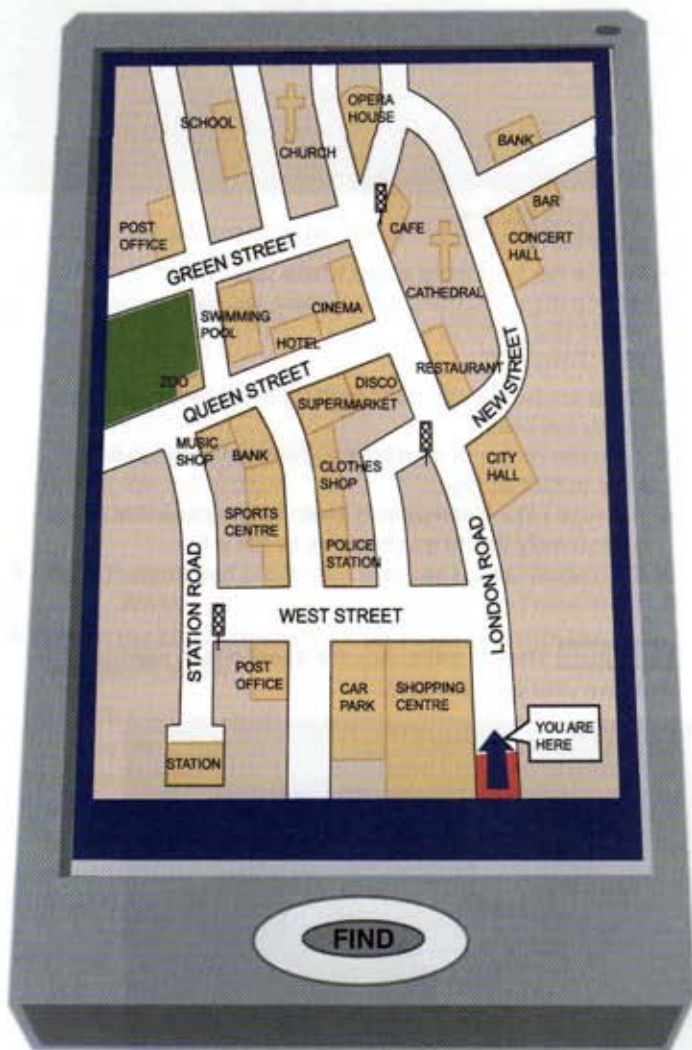 OPERA
HOUSE
SCHOOL
BANK
CHURCH
BAR
POST
OFFICE
CAFE
CONCERT
HALL
GREEN STREET
CATHEDRAL
CINEMA
SWIMMING
POOL
HOTEL
RESTAURANT
NEW STREET
ZOO
QUEEN STREET
DISCO
SUPERMARKET
MUSIC
SHOP
BANK
CLOTHES
SHOP
CITY
HALL
SPORTS
CENTRE
POLICE
STATION
STATION ROAD
WEST STREET
LONDON ROAD
POST
OFFICE
CAR
PARK
SHOPPING
CENTRE
YOU ARE
HERE
STATION
FIND